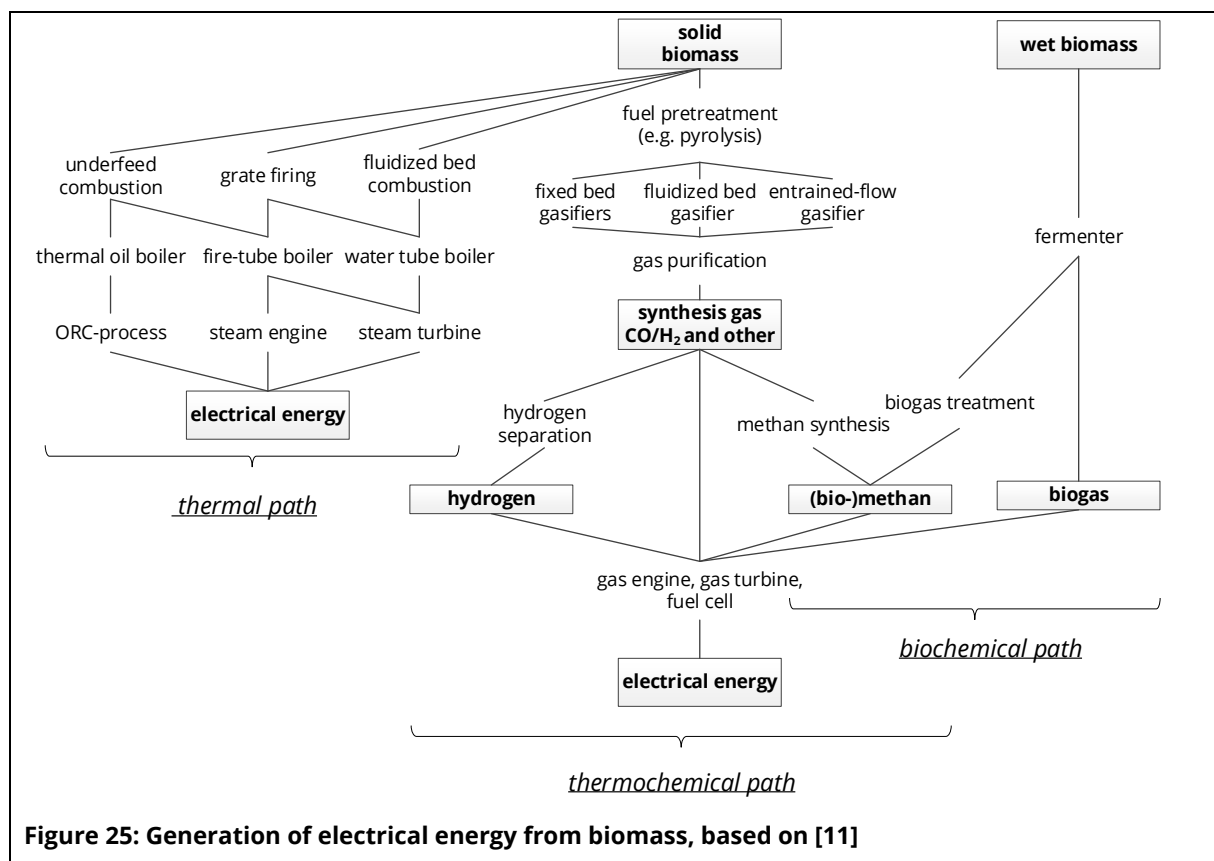 solid
biomass
wet biomass
fuel pretreatment
(e.g. pyrolysis)
underfeed
combustion
grate firing
fluidized bed
combustion
fixed bed
gasifiers
fluidized bed
gasifier
entrained-flow
gasifier
fermenter
thermal oil boiler
fire-tube boiler
water tube boiler
gas purification
synthesis gas
CO/H₂ and other
ORC-process
steam engine
steam turbine
electrical energy
hydrogen
separation
methan synthesis
biogas treatment
thermal path
hydrogen
(bio-)methan
biogas
gas engine, gas turbine,
fuel cell
biochemical path
electrical energy
thermochemical path
Figure 25: Generation of electrical energy from biomass, based on [11]